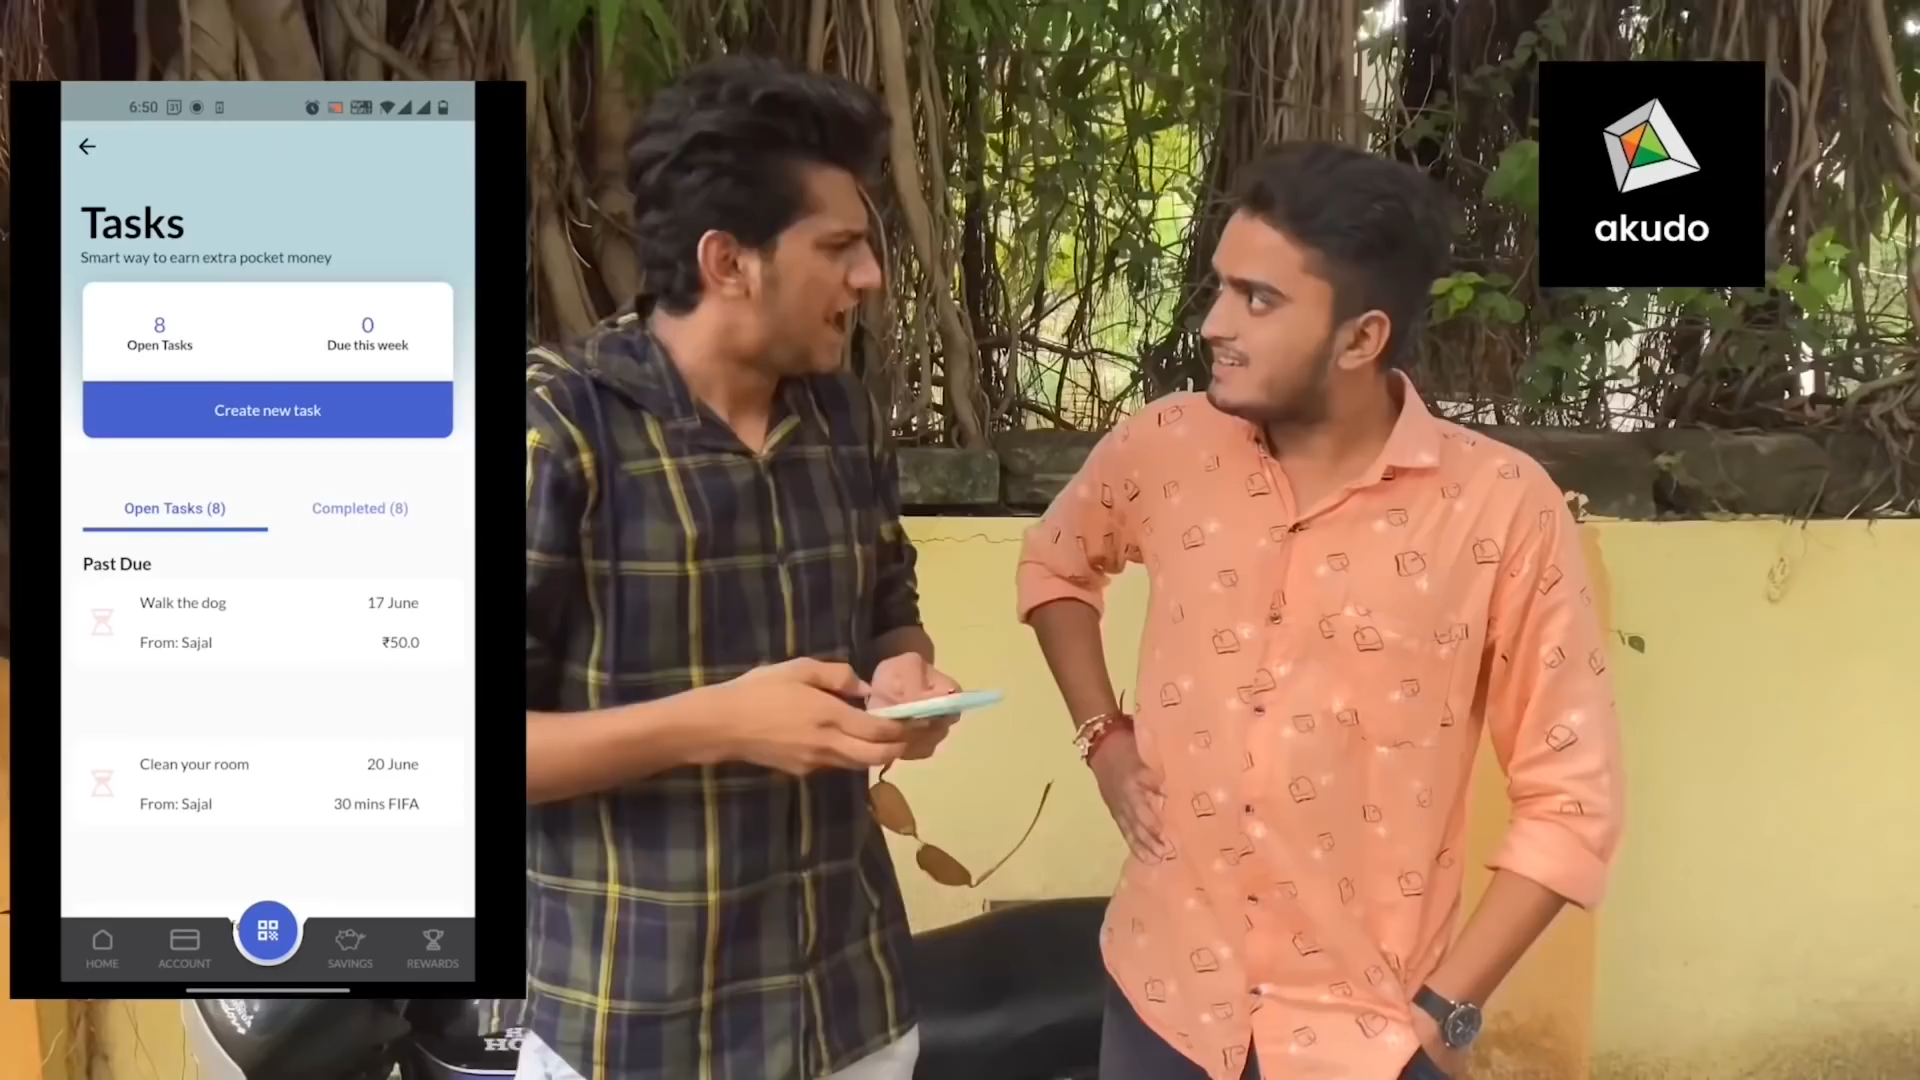 6:50
31
←
Tasks
Smart way to earn extra pocket money
8
0
Open Tasks
Due this week
Create new task
Open Tasks (8)
Completed (8)
Past Due
Walk the dog
17 June
From: Sajal
₹50.0
Clean your room
20 June
From: Sajal
30 mins FIFA
HOME
ACCOUNT
SAVINGS
REWARDS
akudo